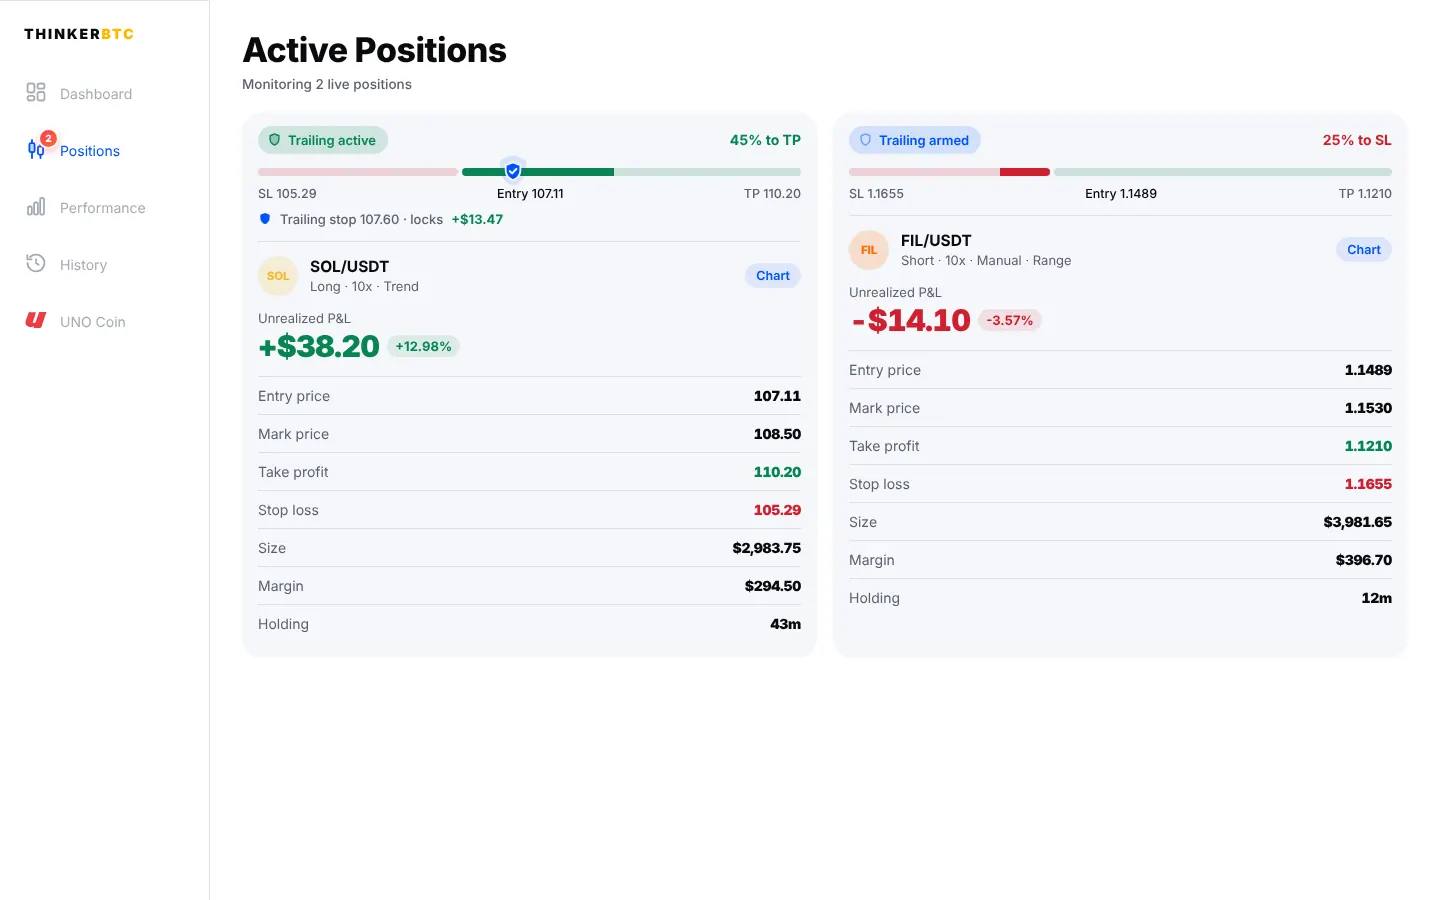 THINKERBTC
Dashboard
2
Positions
Performance
History
UNO Coin
Active Positions
Monitoring 2 live positions
Trailing active
45% to TP
SL 105.29
Entry 107.11
TP 110.20
Trailing stop 107.60 · locks +$13.47
SOL
SOL/USDT
Long · 10x · Trend
Chart
Unrealized P&L
+$38.20 +12.98%
Entry price 107.11
Mark price 108.50
Take profit 110.20
Stop loss 105.29
Size $2,983.75
Margin $294.50
Holding 43m
Trailing armed
25% to SL
SL 1.1655
Entry 1.1489
TP 1.1210
FIL
FIL/USDT
Short · 10x · Manual · Range
Chart
Unrealized P&L
-$14.10 -3.57%
Entry price 1.1489
Mark price 1.1530
Take profit 1.1210
Stop loss 1.1655
Size $3,981.65
Margin $396.70
Holding 12m